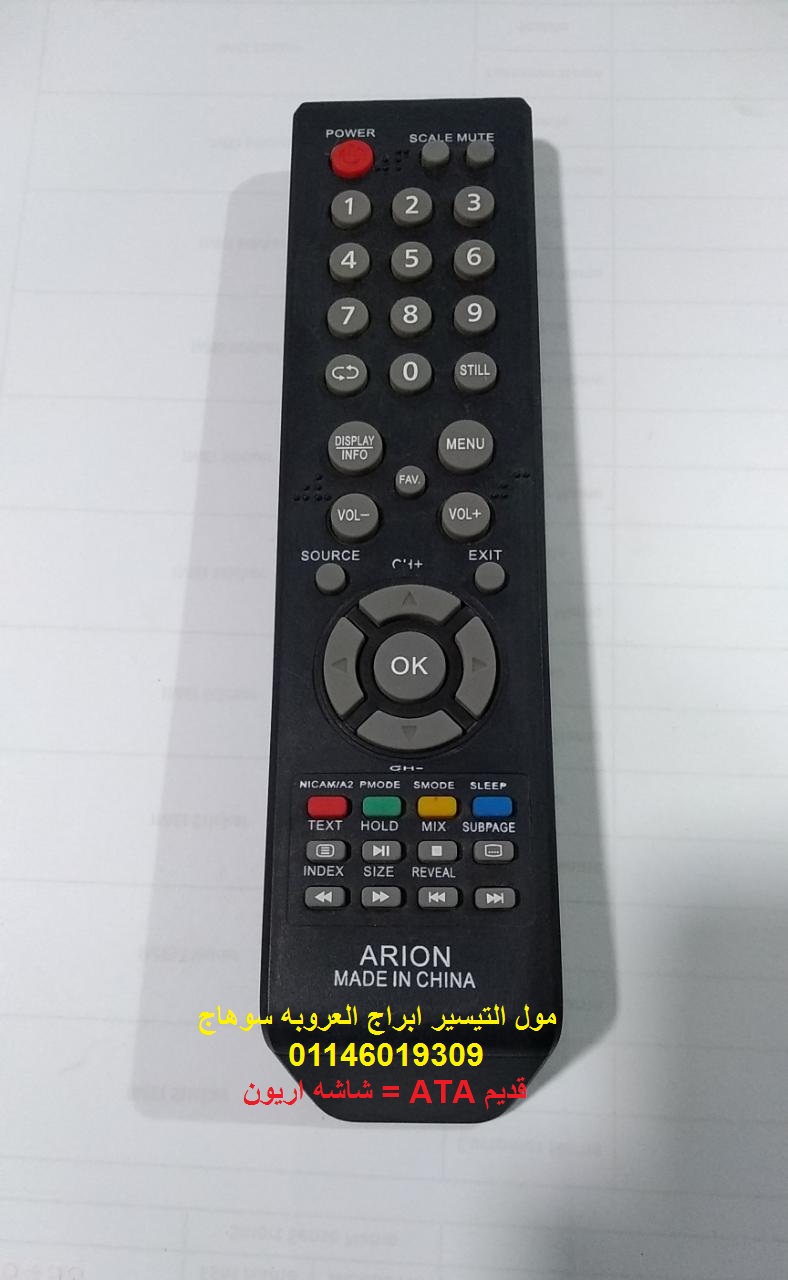 POWER
SCALE MUTE
1 2 3
4 5 6
7 8 9
0 STILL
DISPLAY
INFO
MENU
FAV.
VOL- VOL+
SOURCE EXIT
CH+
OK
CH-
NICAM/A2 PMODE SMODE SLEEP
TEXT HOLD MIX SUBPAGE
INDEX SIZE REVEAL
ARION
MADE IN CHINA
مول التيسير ابراج العروبه سوهاج
01146019309
قديم ATA = شاشه اريون